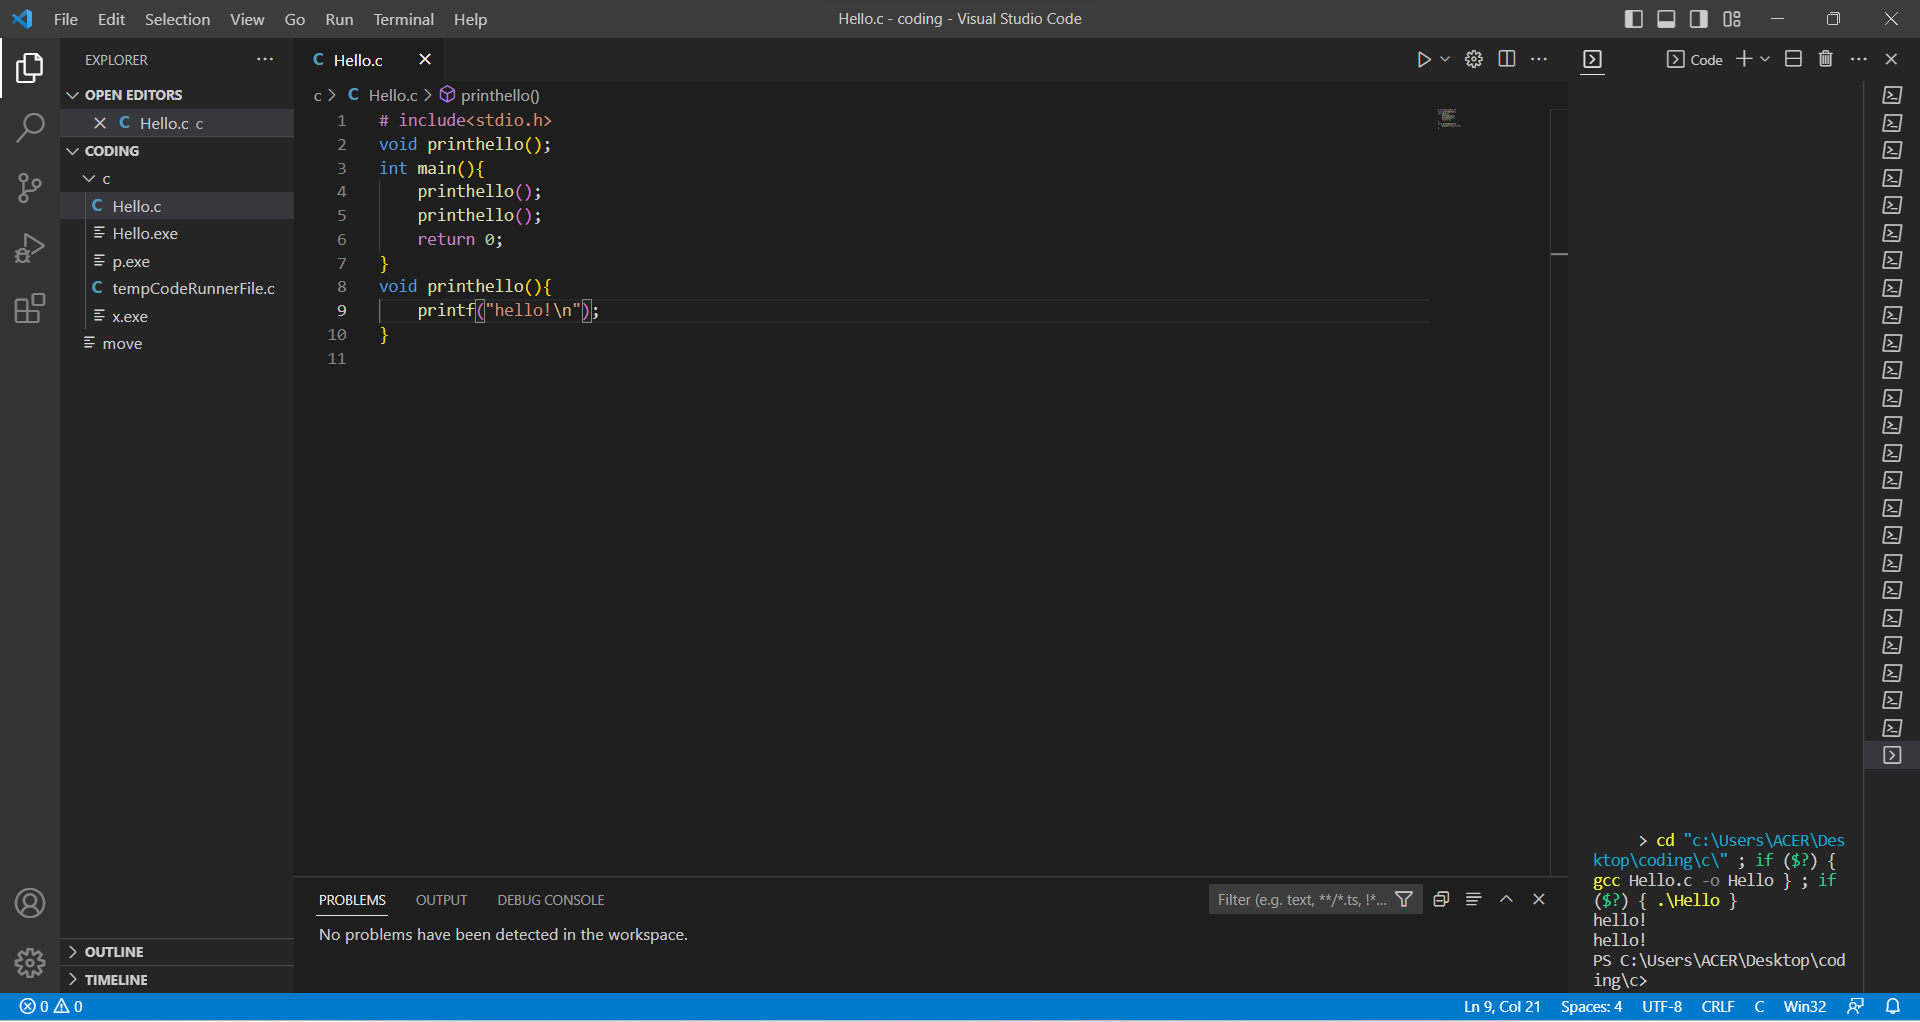 File Edit Selection View Go Run Terminal Help
Hello.c - coding - Visual Studio Code
EXPLORER
OPEN EDITORS
Hello.c c
CODING
c
Hello.c
Hello.exe
p.exe
tempCodeRunnerFile.c
x.exe
move
OUTLINE
TIMELINE
Hello.c
c > Hello.c > printhello()
1 # include<stdio.h>
2 void printhello();
3 int main(){
4 printhello();
5 printhello();
6 return 0;
7 }
8 void printhello(){
9 printf("hello!\n");
10 }
11
PROBLEMS OUTPUT DEBUG CONSOLE
Filter (e.g. text, **/*.ts, !*...
No problems have been detected in the workspace.
Code
> cd "c:\Users\ACER\Des
ktop\coding\c\" ; if ($?) {
gcc Hello.c -o Hello } ; if
($?) { .\Hello }
hello!
hello!
PS C:\Users\ACER\Desktop\cod
ing\c>
0 0
Ln 9, Col 21 Spaces: 4 UTF-8 CRLF C Win32